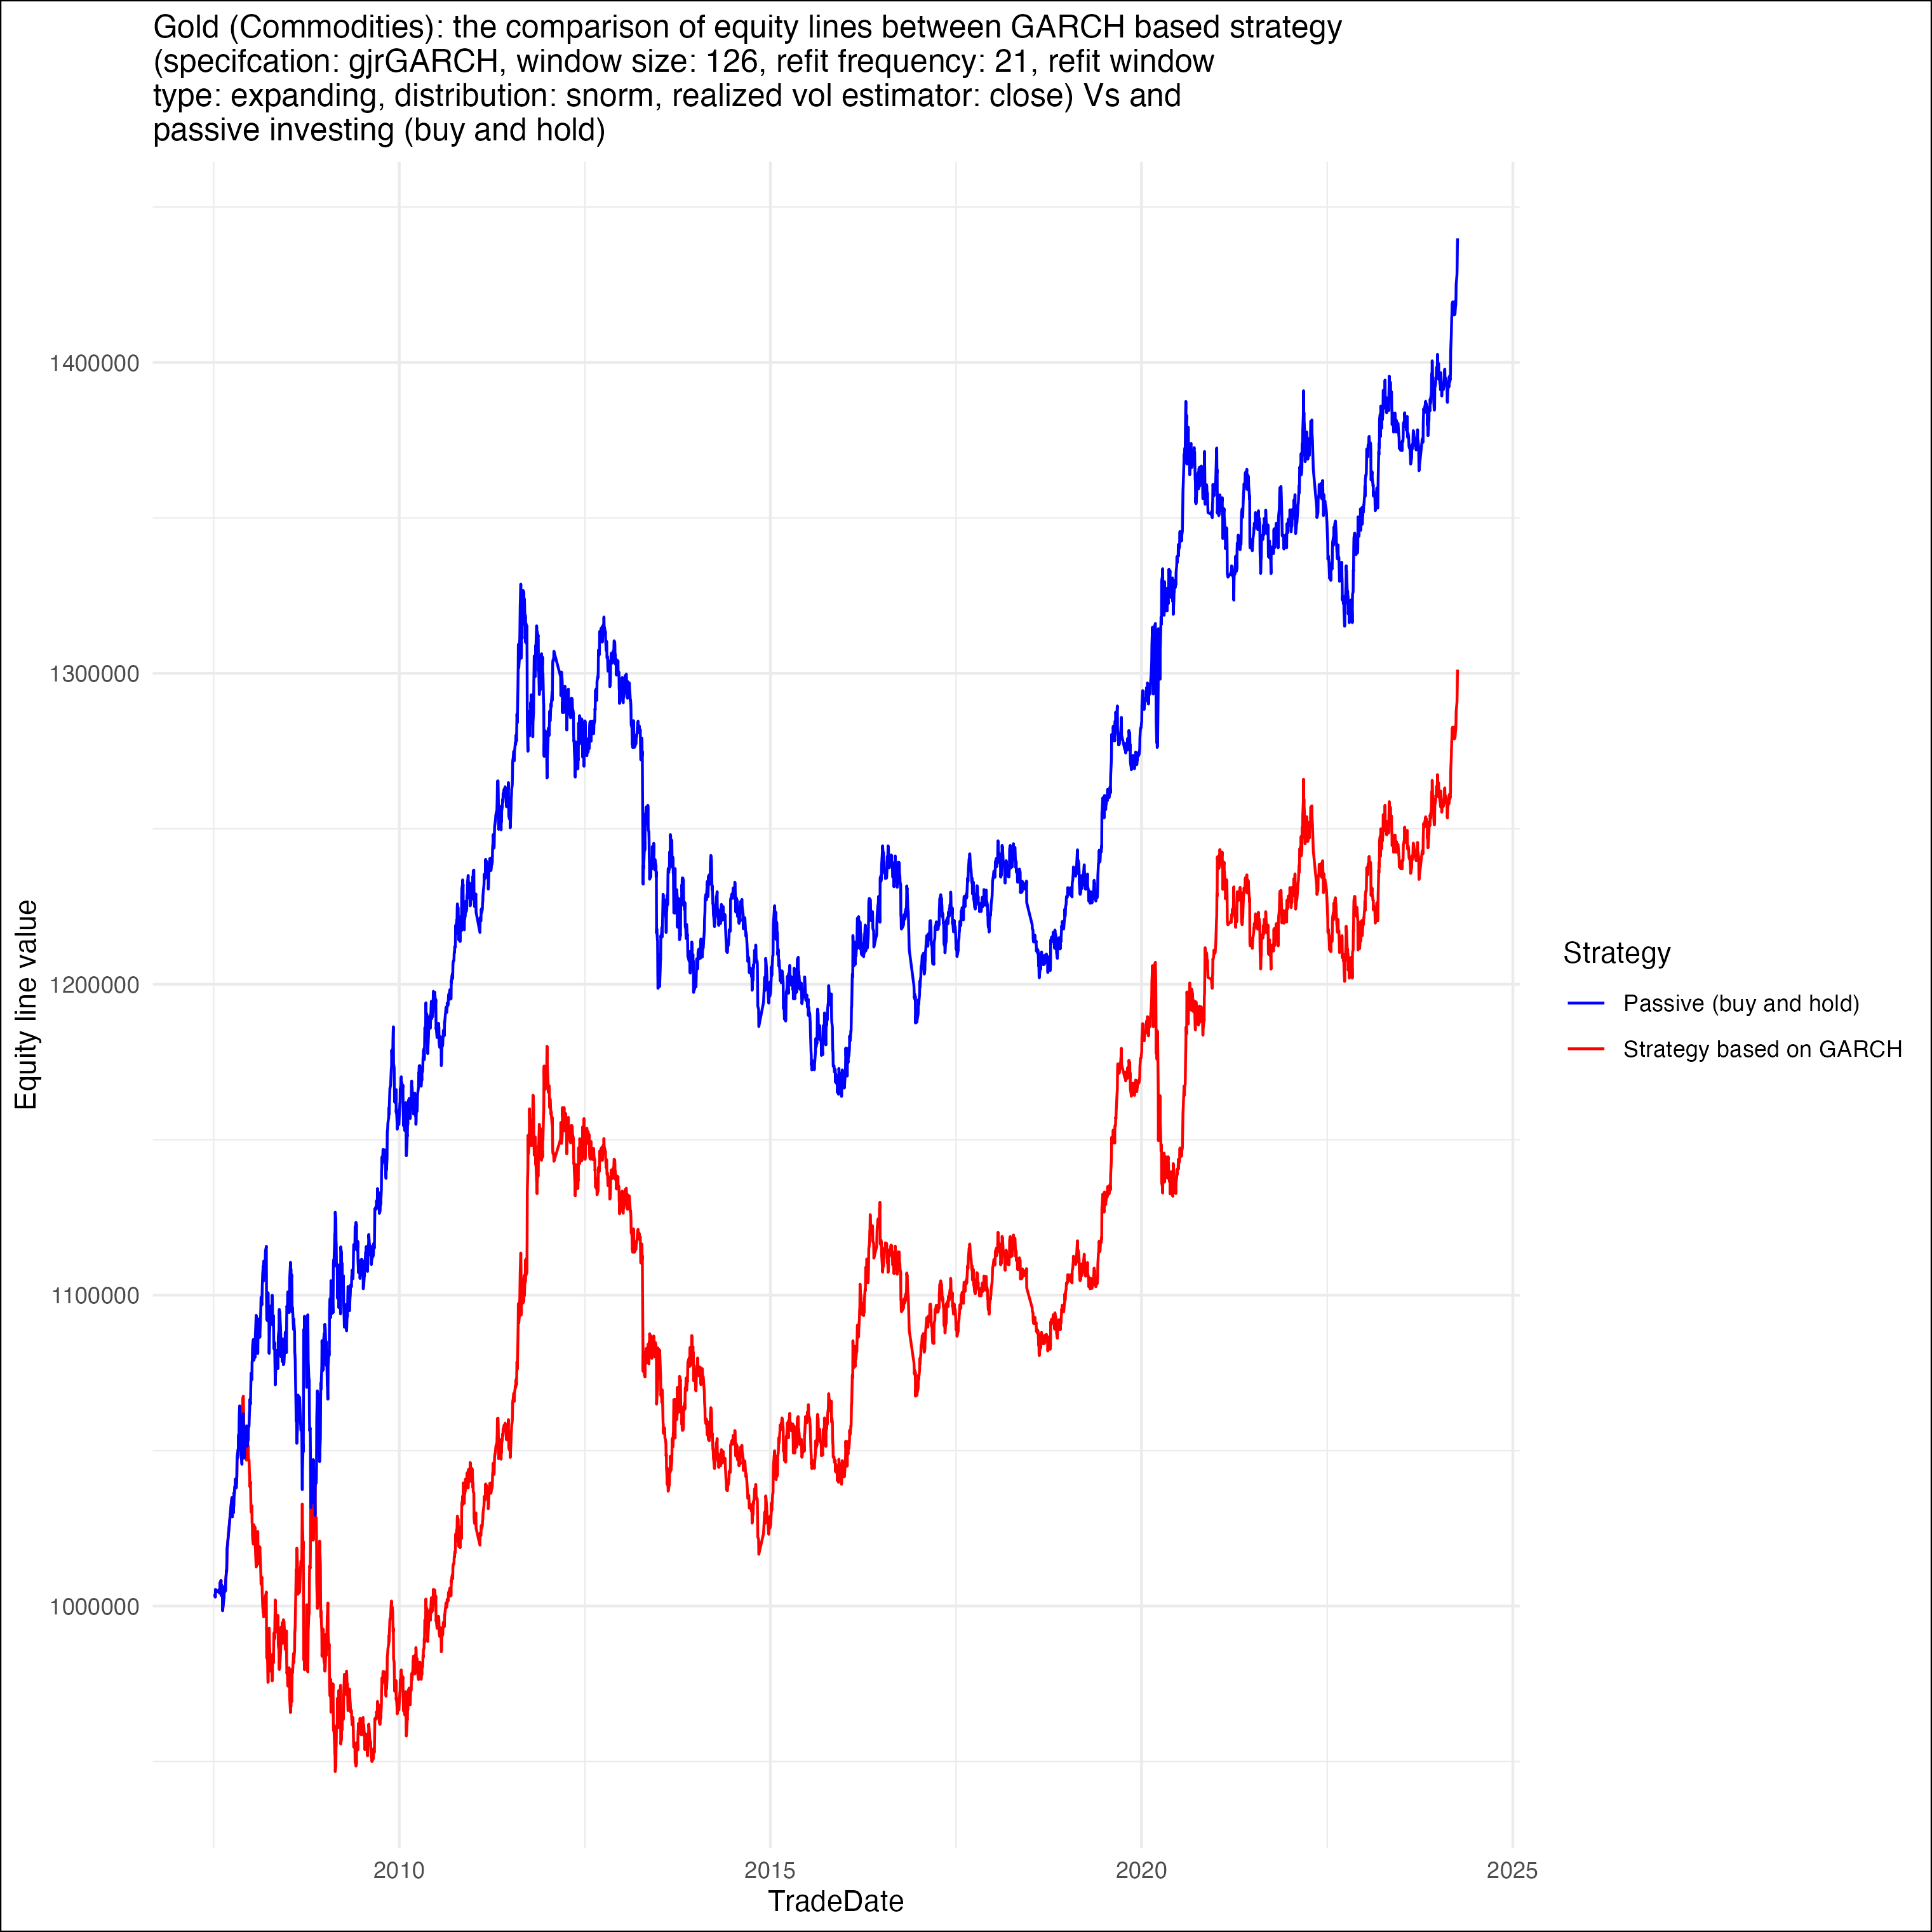 Gold (Commodities): the comparison of equity lines between GARCH based strategy
(specifcation: gjrGARCH, window size: 126, refit frequency: 21, refit window
type: expanding, distribution: snorm, realized vol estimator: close) Vs and
passive investing (buy and hold)
1400000
1300000
1200000
1100000
1000000
Equity line value
2010
2015
2020
2025
TradeDate
Strategy
Passive (buy and hold)
Strategy based on GARCH